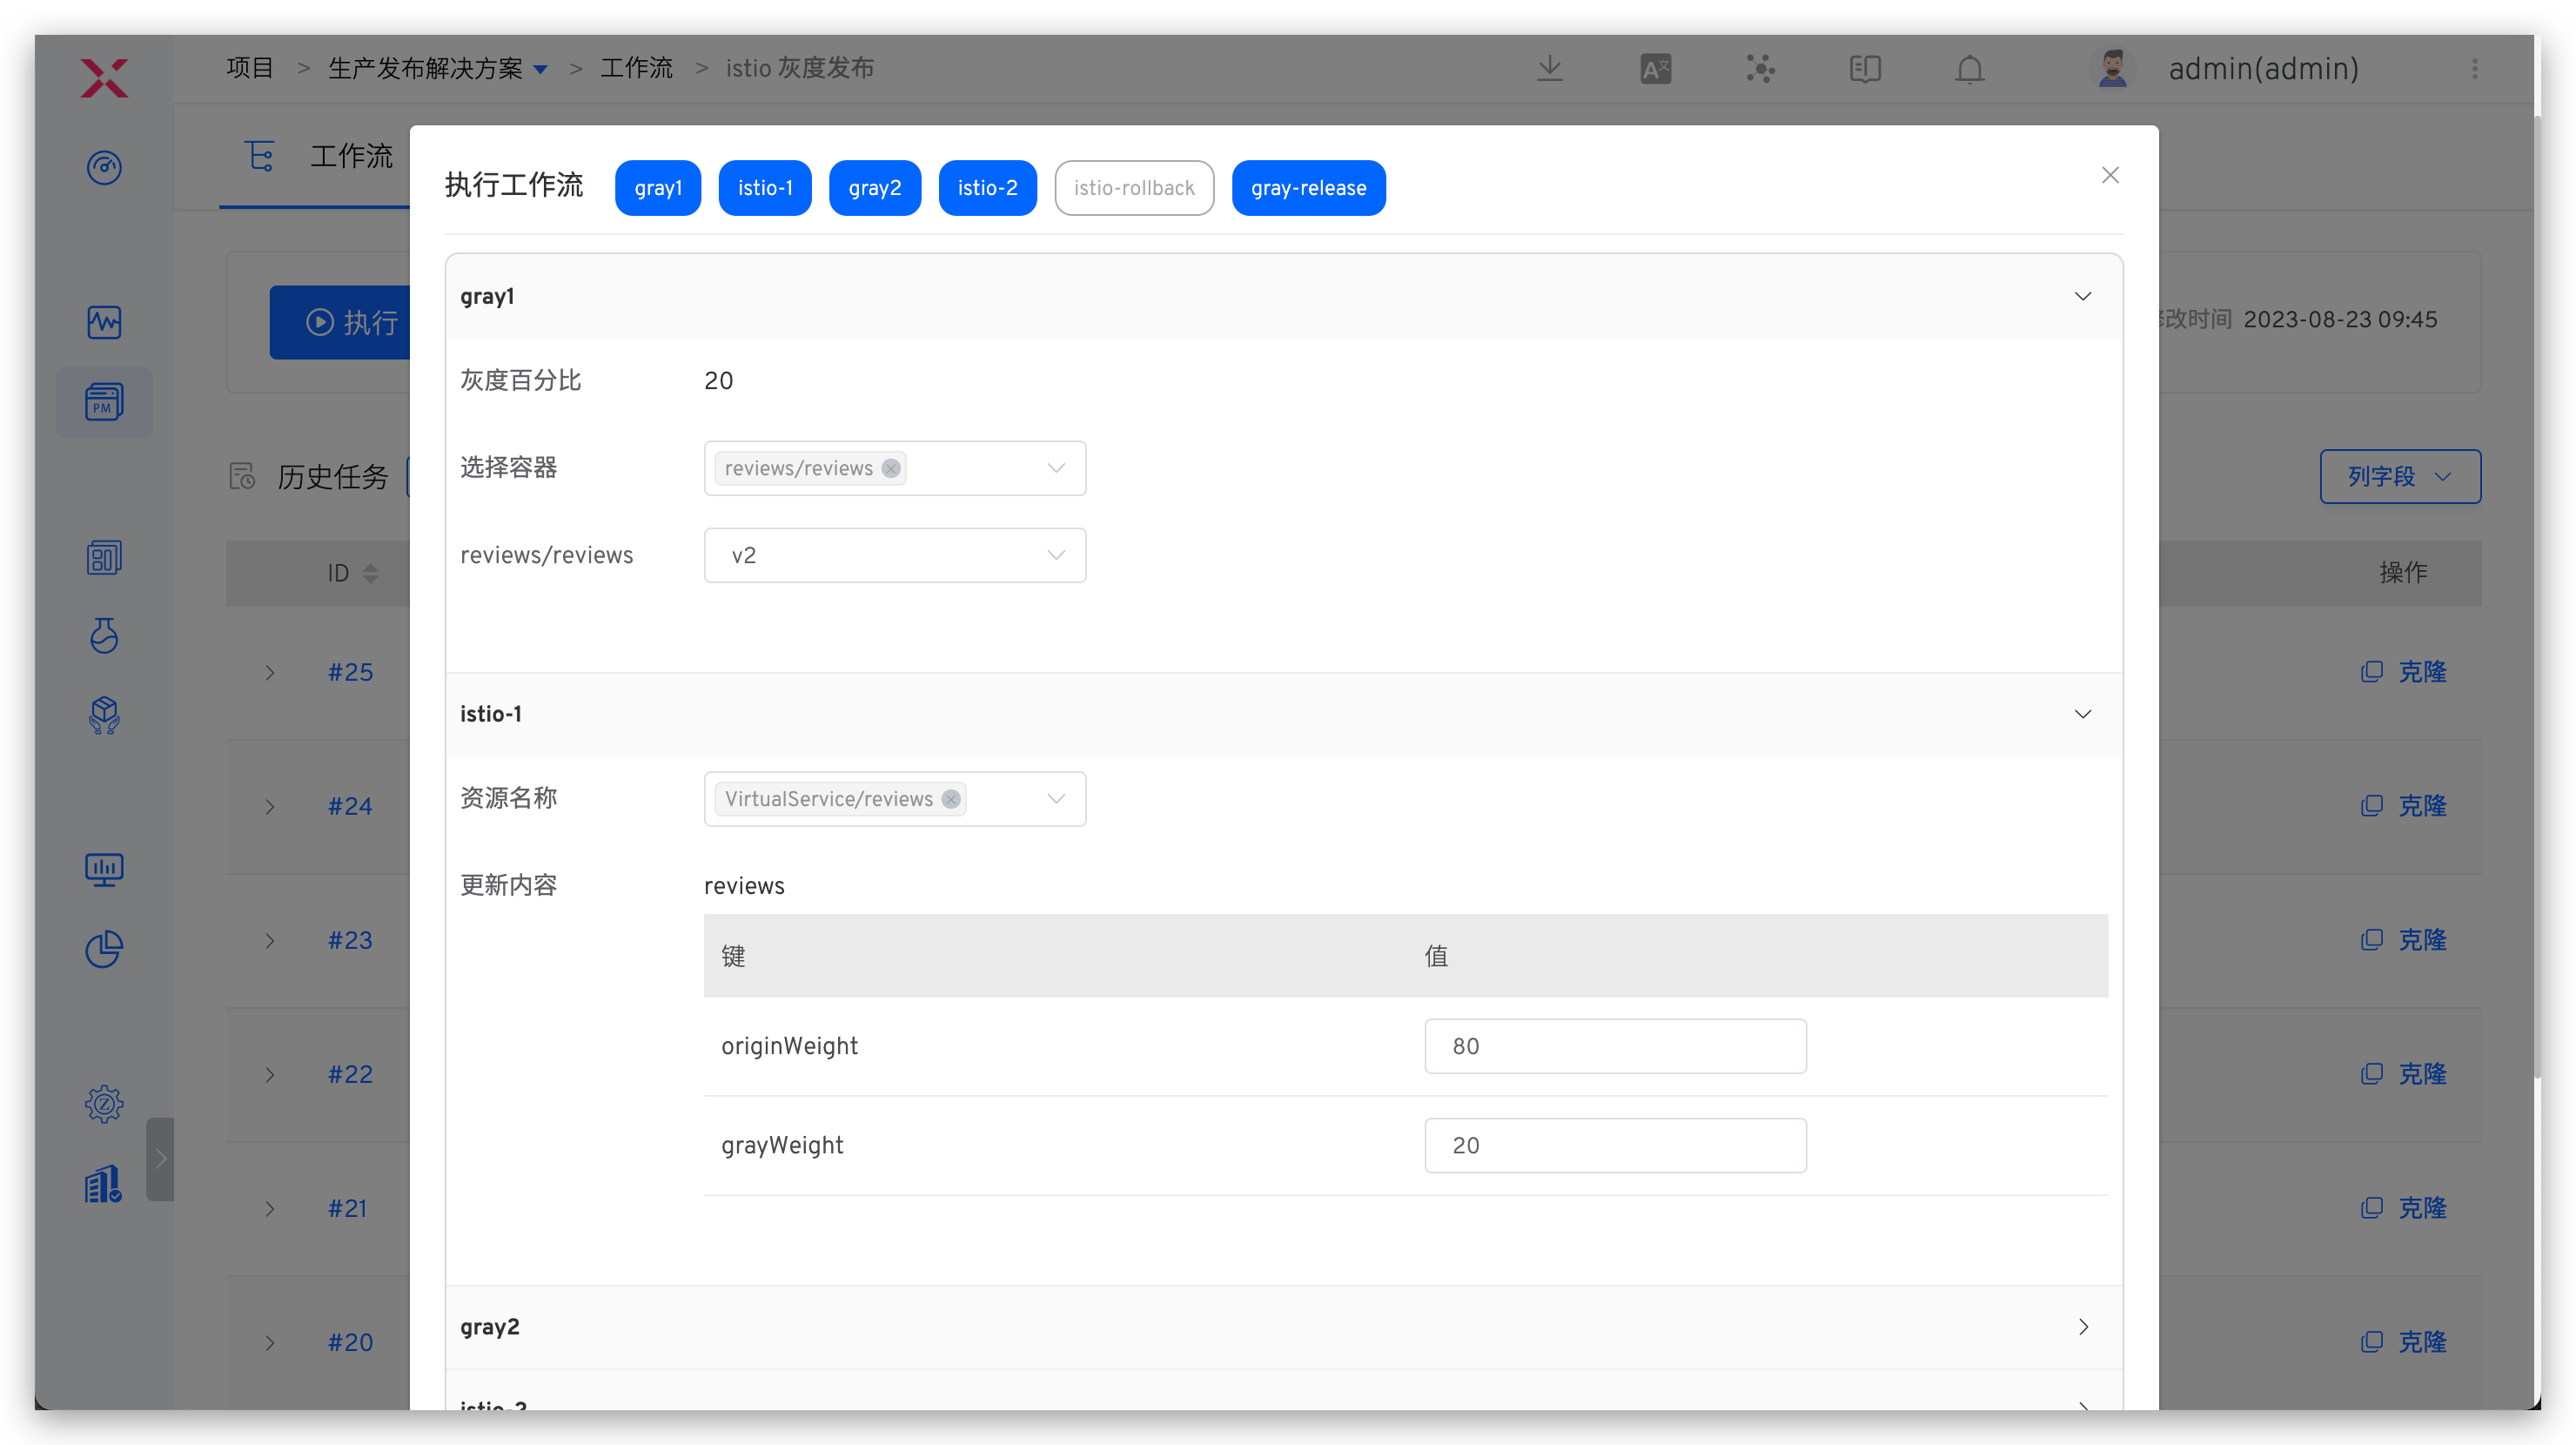 项目 > 生产发布解决方案 > 工作流 > istio 灰度发布
admin(admin)
工作流
执行工作流 gray1 istio-1 gray2 istio-2 istio-rollback gray-release
gray1
执行
改时间 2023-08-23 09:45
灰度百分比 20
PM
选择容器 reviews/reviews
历史任务
列字段
reviews/reviews v2
ID
操作
#25
克隆
istio-1
资源名称 VirtualService/reviews
#24
克隆
更新内容 reviews
#23
克隆
键 值
originWeight 80
#22
克隆
grayWeight 20
#21
克隆
gray2
#20
克隆
istio-2